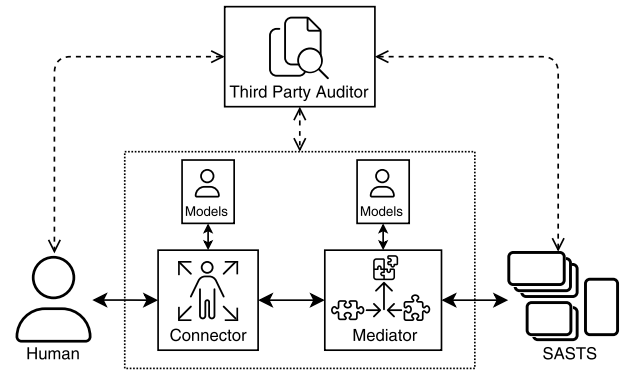 Third Party Auditor
Models
Models
Connector
Mediator
Human
SASTS